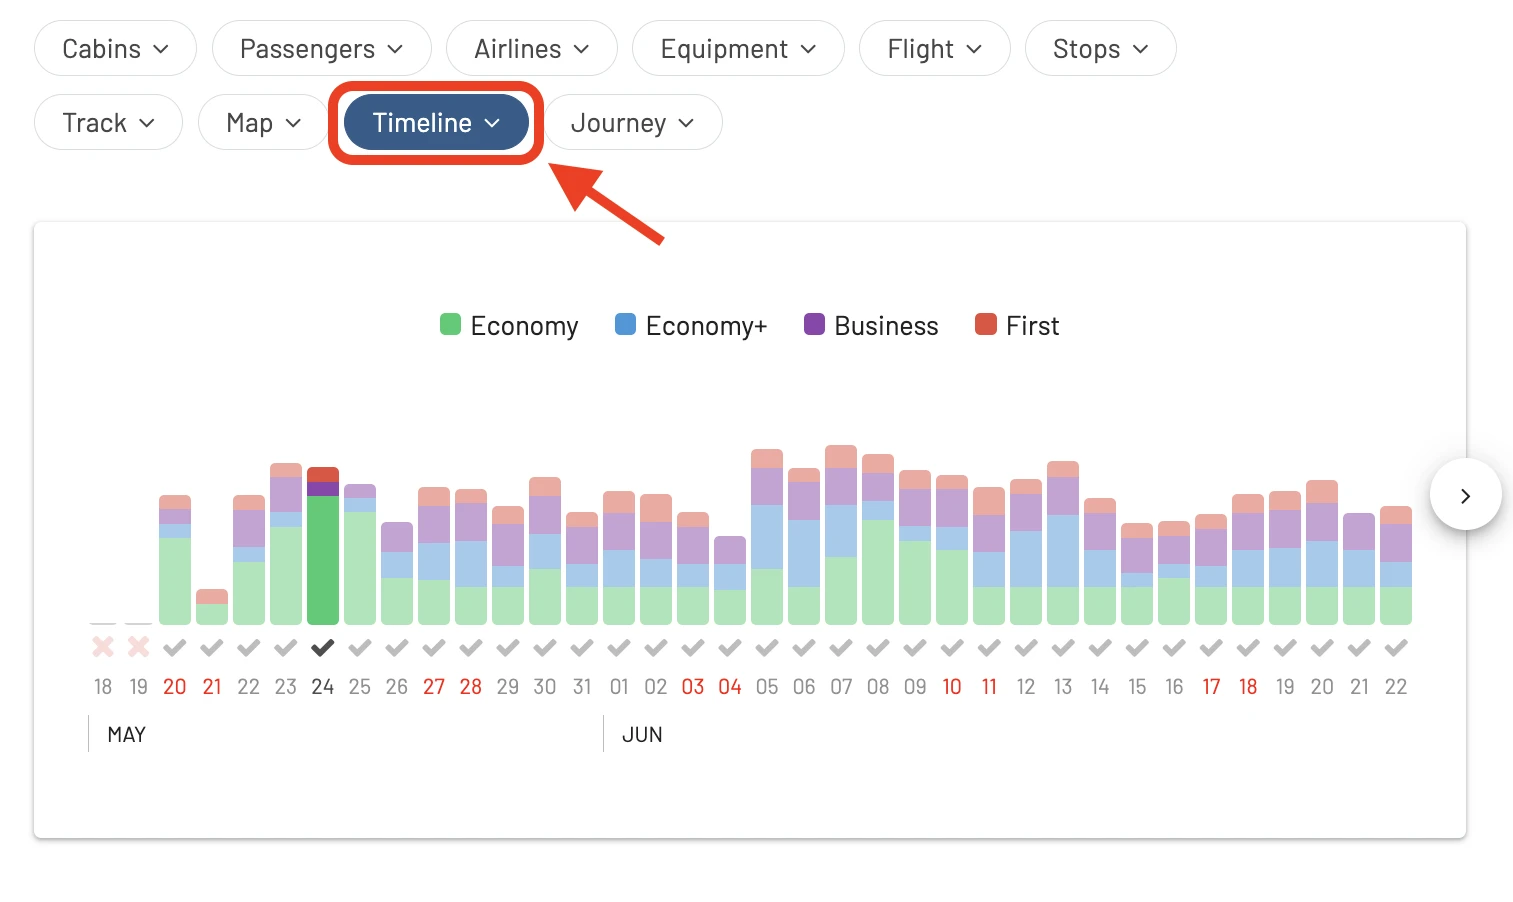 Cabins Passengers Airlines Equipment Flight Stops
Track Map Timeline Journey
Economy Economy+ Business First
18 19 20 21 22 23 24 25 26 27 28 29 30 31 01 02 03 04 05 06 07 08 09 10 11 12 13 14 15 16 17 18 19 20 21 22
MAY JUN